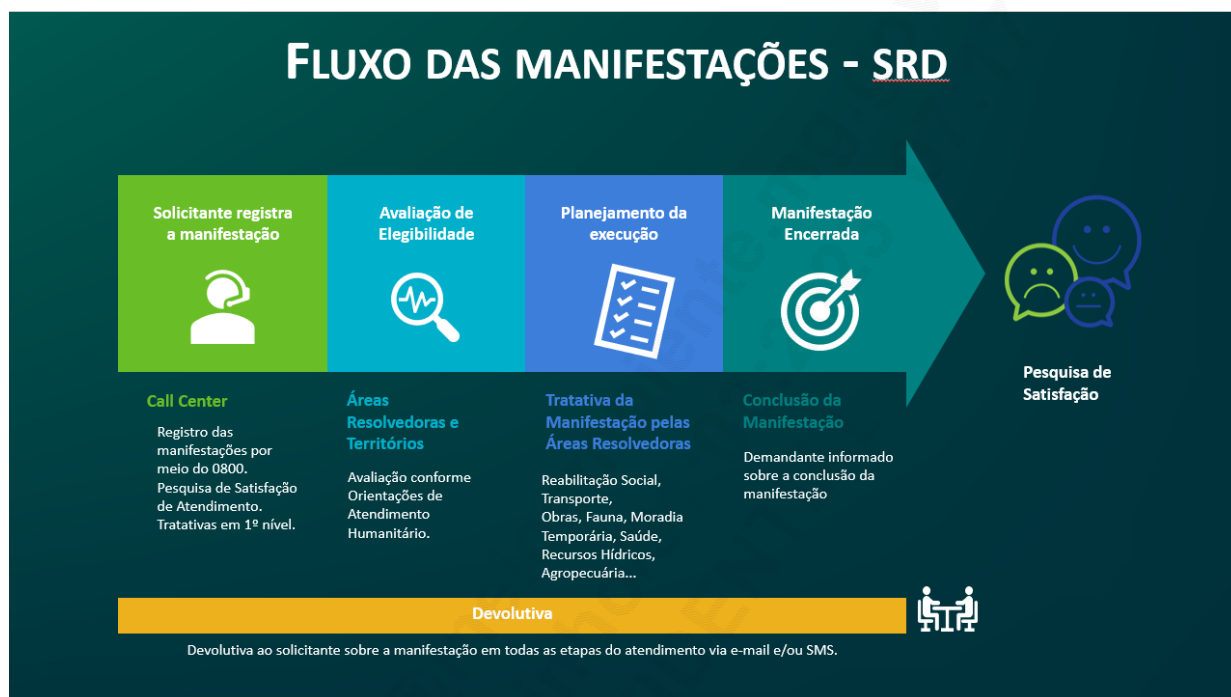 FLUXO DAS MANIFESTAÇÕES - SRD
Solicitante registra
a manifestação
Avaliação de
Elegibilidade
Planejamento da
execução
Manifestação
Encerrada
Pesquisa de
Satisfação
Call Center
Registro das
manifestações por
meio do 0800.
Pesquisa de Satisfação
de Atendimento.
Tratativas em 1º nível.
Áreas
Resolvedoras e
Territórios
Avaliação conforme
Orientações de
Atendimento
Humanitário.
Tratativa da
Manifestação pelas
Áreas Resolvedoras
Reabilitação Social,
Transporte,
Obras, Fauna, Moradia
Temporária, Saúde,
Recursos Hídricos,
Agropecuária...
Conclusão da
Manifestação
Demandante informado
sobre a conclusão da
manifestação
Devolutiva
Devolutiva ao solicitante sobre a manifestação em todas as etapas do atendimento via e-mail e/ou SMS.